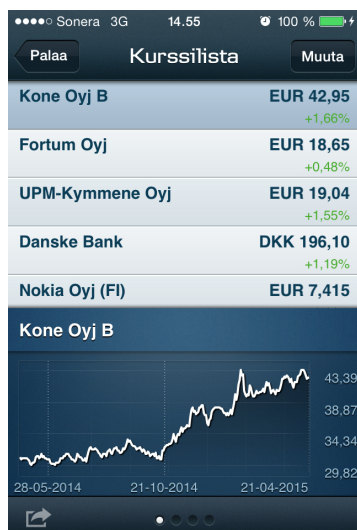 Sonera 3G 14.55 100 %
Palaa Kurssilista Muuta
Kone Oyj B EUR 42,95
+1,66%
Fortum Oyj EUR 18,65
+0,48%
UPM-Kymmene Oyj EUR 19,04
+1,55%
Danske Bank DKK 196,10
+1,19%
Nokia Oyj (FI) EUR 7,415
Kone Oyj B
43,39
38,87
34,34
29,82
28-05-2014 21-10-2014 21-04-2015